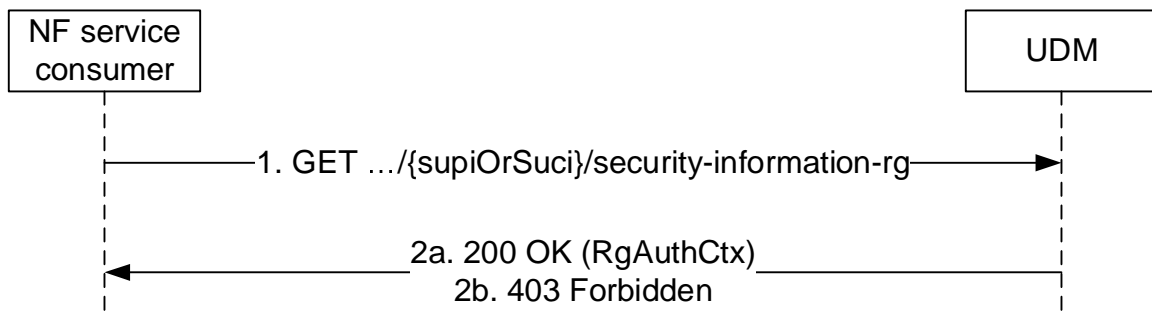 NF service
consumer
UDM
1. GET …/{supiOrSuci}/security-information-rg
2a. 200 OK (RgAuthCtx)
2b. 403 Forbidden